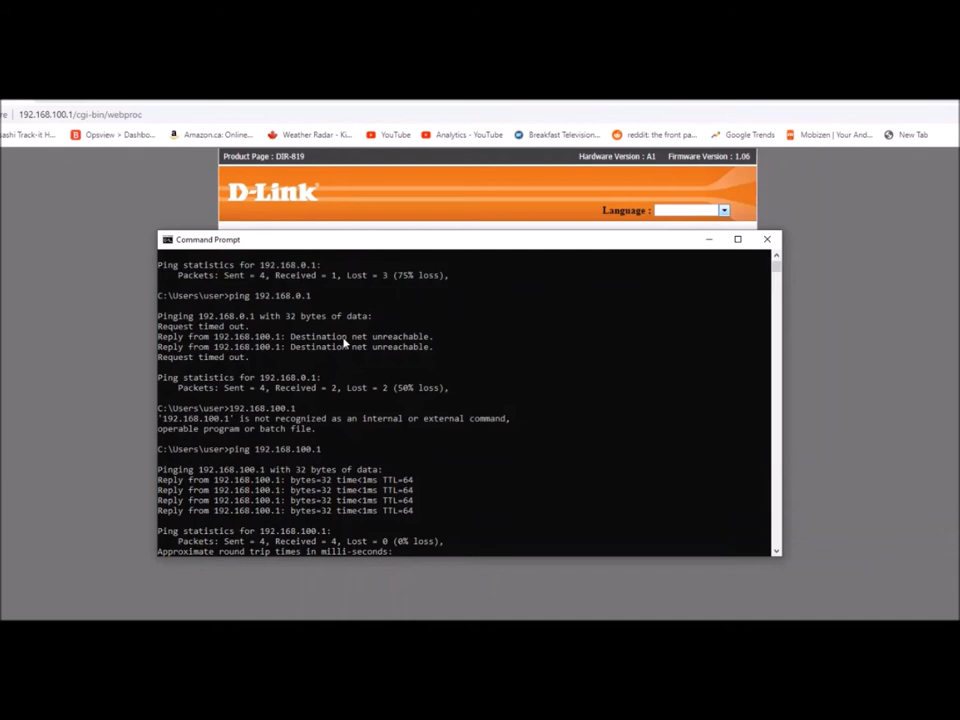 re | 192.168.100.1/cgi-bin/webproc
ashi Track-it H... Opsview > Dashbo... Amazon.ca: Online... Weather Radar - Ki... YouTube Analytics - YouTube Breakfast Television... reddit: the front pa... Google Trends Mobizen | Your And... New Tab
Product Page : DIR-819 Hardware Version : A1 Firmware Version : 1.06
D-Link
Language :
Command Prompt
Ping statistics for 192.168.0.1:
Packets: Sent = 4, Received = 1, Lost = 3 (75% loss),
C:\Users\user>ping 192.168.0.1
Pinging 192.168.0.1 with 32 bytes of data:
Request timed out.
Reply from 192.168.100.1: Destination net unreachable.
Reply from 192.168.100.1: Destination net unreachable.
Request timed out.
Ping statistics for 192.168.0.1:
Packets: Sent = 4, Received = 2, Lost = 2 (50% loss),
C:\Users\user>192.168.100.1
'192.168.100.1' is not recognized as an internal or external command,
operable program or batch file.
C:\Users\user>ping 192.168.100.1
Pinging 192.168.100.1 with 32 bytes of data:
Reply from 192.168.100.1: bytes=32 time<1ms TTL=64
Reply from 192.168.100.1: bytes=32 time<1ms TTL=64
Reply from 192.168.100.1: bytes=32 time<1ms TTL=64
Reply from 192.168.100.1: bytes=32 time<1ms TTL=64
Ping statistics for 192.168.100.1:
Packets: Sent = 4, Received = 4, Lost = 0 (0% loss),
Approximate round trip times in milli-seconds: